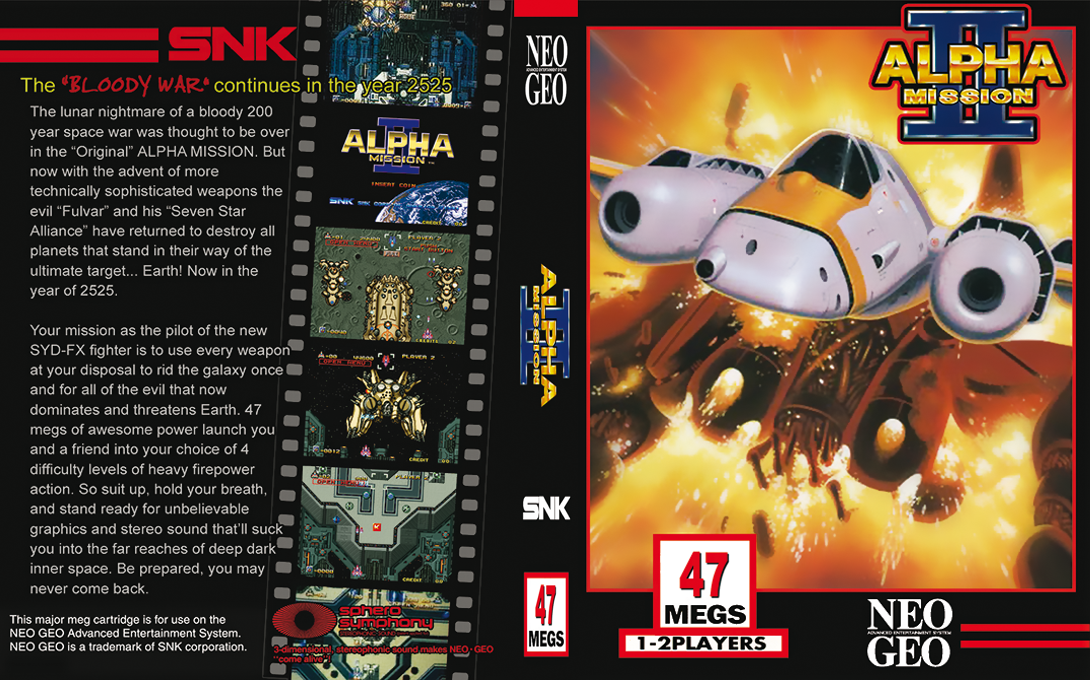 SNK
The "BLOODY WAR" continues in the year 2525
The lunar nightmare of a bloody 200
year space war was thought to be over
in the “Original” ALPHA MISSION. But
now with the advent of more
technically sophisticated weapons the
evil “Fulvar” and his “Seven Star
Alliance” have returned to destroy all
planets that stand in their way of the
ultimate target... Earth! Now in the
year of 2525.
Your mission as the pilot of the new
SYD-FX fighter is to use every weapon
at your disposal to rid the galaxy once
and for all of the evil that now
dominates and threatens Earth. 47
megs of awesome power launch you
and a friend into your choice of 4
difficulty levels of heavy firepower
action. So suit up, hold your breath,
and stand ready for unbelievable
graphics and stereo sound that’ll suck
you into the far reaches of deep dark
inner space. Be prepared, you may
never come back.
This major meg cartridge is for use on the
NEO GEO Advanced Entertainment System.
NEO GEO is a trademark of SNK corporation.
ALPHA
II
MISSION
INSERT COIN
SNK
PLAYER 2
CREDIT
CREDIT
sphero
symphony
3-dimensional, stereophonic sound makes NEO·GEO
"come alive"!
NEO
ADVANCED ENTERTAINMENT SYSTEM
GEO
ALPHA
II
MISSION
SNK
47
MEGS
ALPHA
II
MISSION
47
MEGS
1-2PLAYERS
NEO
ADVANCED ENTERTAINMENT SYSTEM
GEO